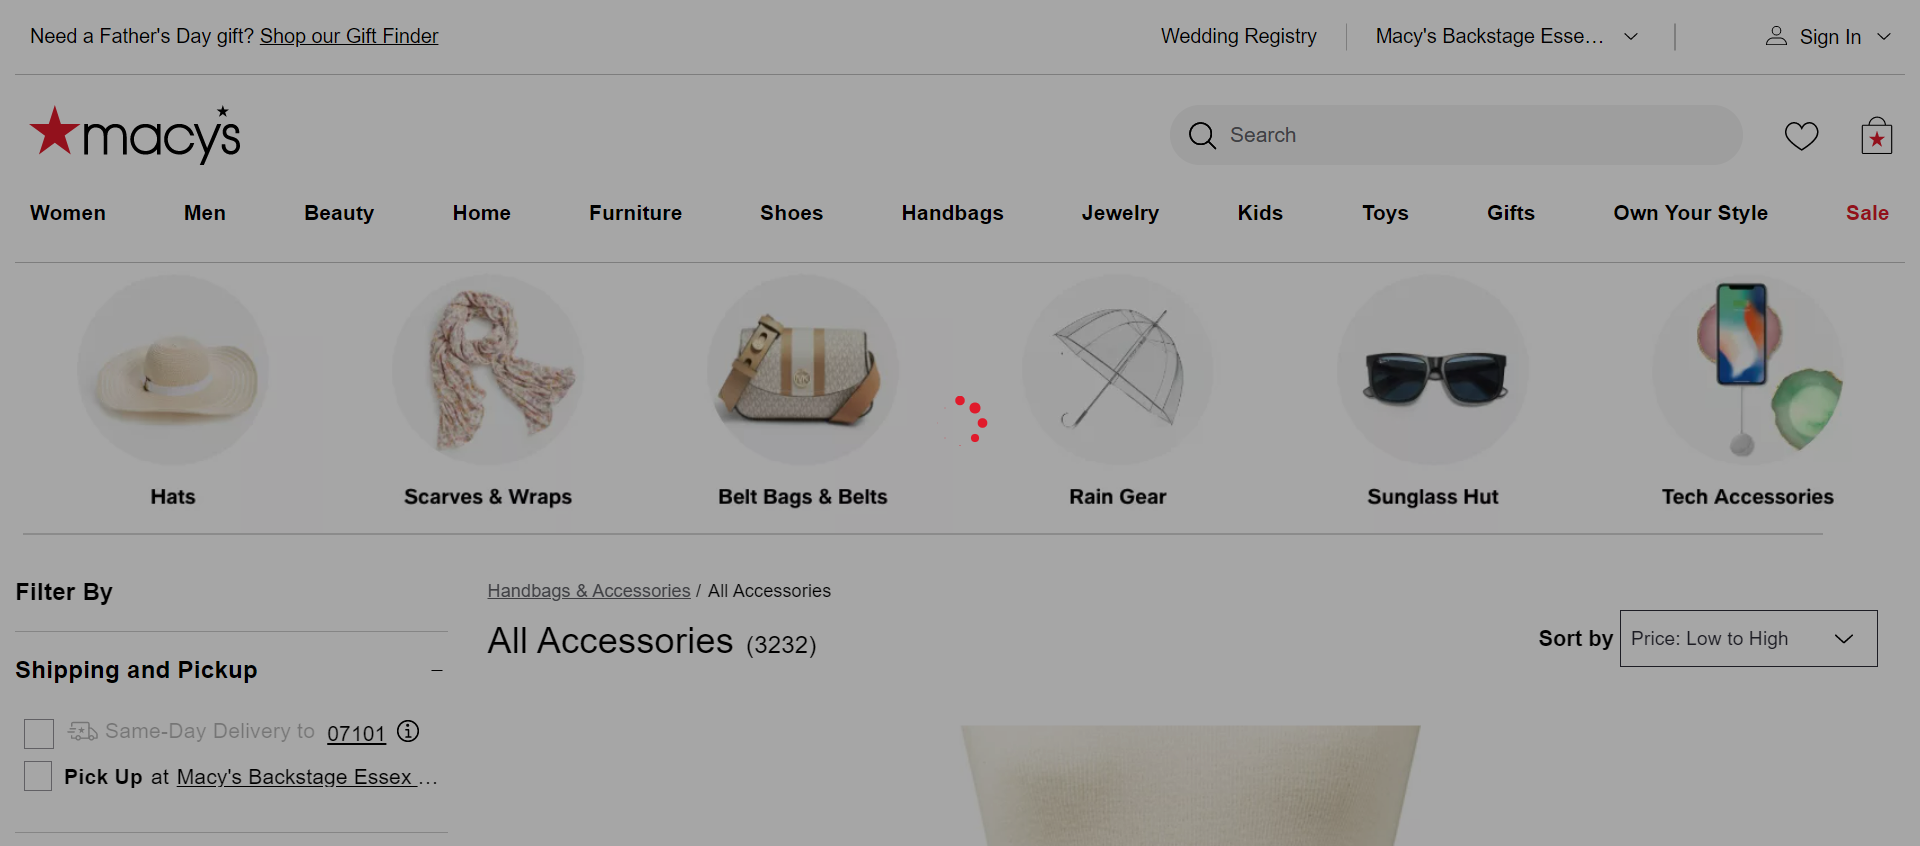 Need a Father's Day gift? Shop our Gift Finder
Wedding Registry
Macy's Backstage Esse...
Sign In
macy's
Search
Women
Men
Beauty
Home
Furniture
Shoes
Handbags
Jewelry
Kids
Toys
Gifts
Own Your Style
Sale
Hats
Scarves & Wraps
Belt Bags & Belts
Rain Gear
Sunglass Hut
Tech Accessories
Filter By
Handbags & Accessories / All Accessories
All Accessories (3232)
Sort by Price: Low to High
Shipping and Pickup
Same-Day Delivery to 07101
Pick Up at Macy's Backstage Essex ...